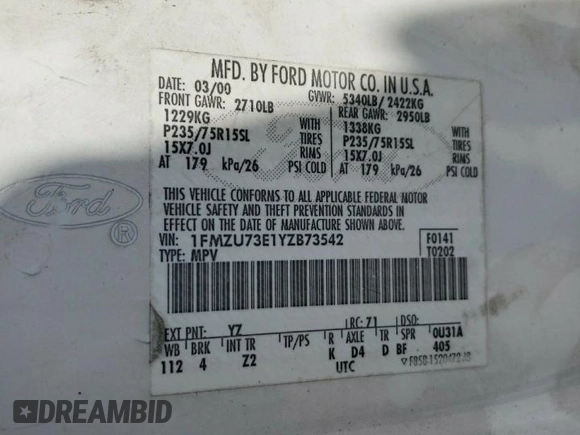 MFD. BY FORD MOTOR CO. IN U.S.A.
DATE: 03/00 GVWR: 5340LB/ 2422KG
FRONT GAWR: 2710LB REAR GAWR: 2950LB
1229KG WITH 1338KG WITH
P235/75R15SL TIRES P235/75R15SL TIRES
15X7.0J RIMS 15X7.0J RIMS
AT 179 kPa/26 PSI COLD AT 179 kPa/26 PSI COLD
THIS VEHICLE CONFORMS TO ALL APPLICABLE FEDERAL MOTOR
VEHICLE SAFETY AND THEFT PREVENTION STANDARDS IN
EFFECT ON THE DATE OF MANUFACTURE SHOWN ABOVE.
VIN: 1FMZU73E1YZB73542 F0141
TYPE: MPV T0202
EXT PNT: YZ RC: 71 DSO:
WB BRK INT TR TP/PS R AXLE TR SPR 0U31A
112 4 Z2 K D4 D BF 405
UTC
Ford ®
DREAMBID